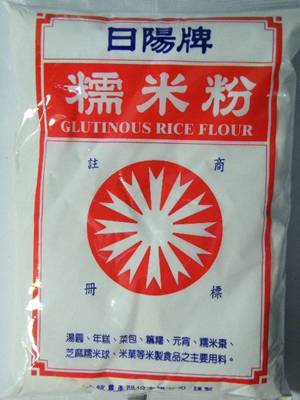 日陽牌
糯米粉
GLUTINOUS RICE FLOUR
註 商
冊 標
湯圓、年糕、菜包、麻糬、元宵、糯米棗、
芝麻糯米球、米菓等米製食品之主要用料。